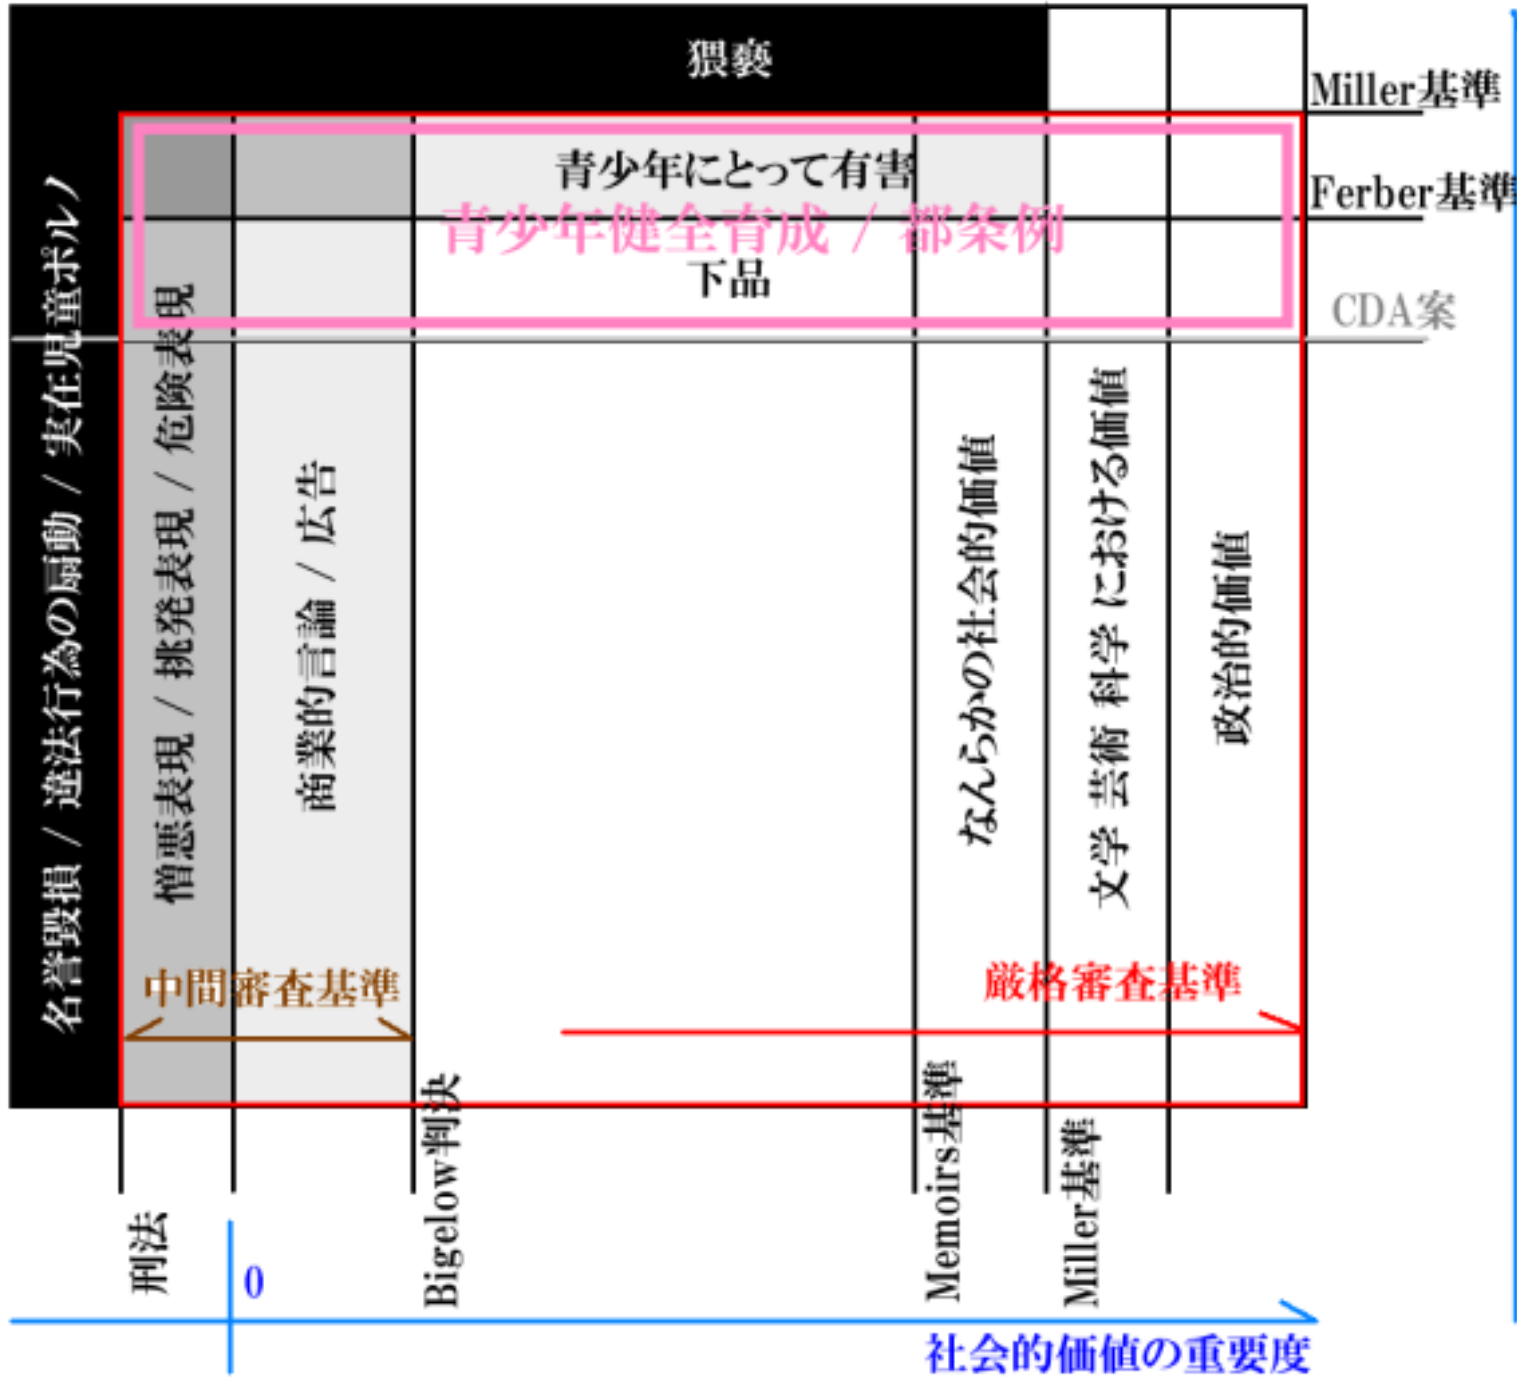 猥褻
Miller基準
青少年にとって有害
Ferber基準
青少年健全育成 / 都条例
下品
CDA案
名誉毀損 / 違法行為の扇動 / 実在児童ポルノ
憎悪表現 / 挑発表現 / 危険表現
商業的言論 / 広告
なんらかの社会的価値
文学 芸術 科学 における価値
政治的価値
中間審査基準
厳格審査基準
刑法
0
Bigelow判決
Memoirs基準
Miller基準
社会的価値の重要度